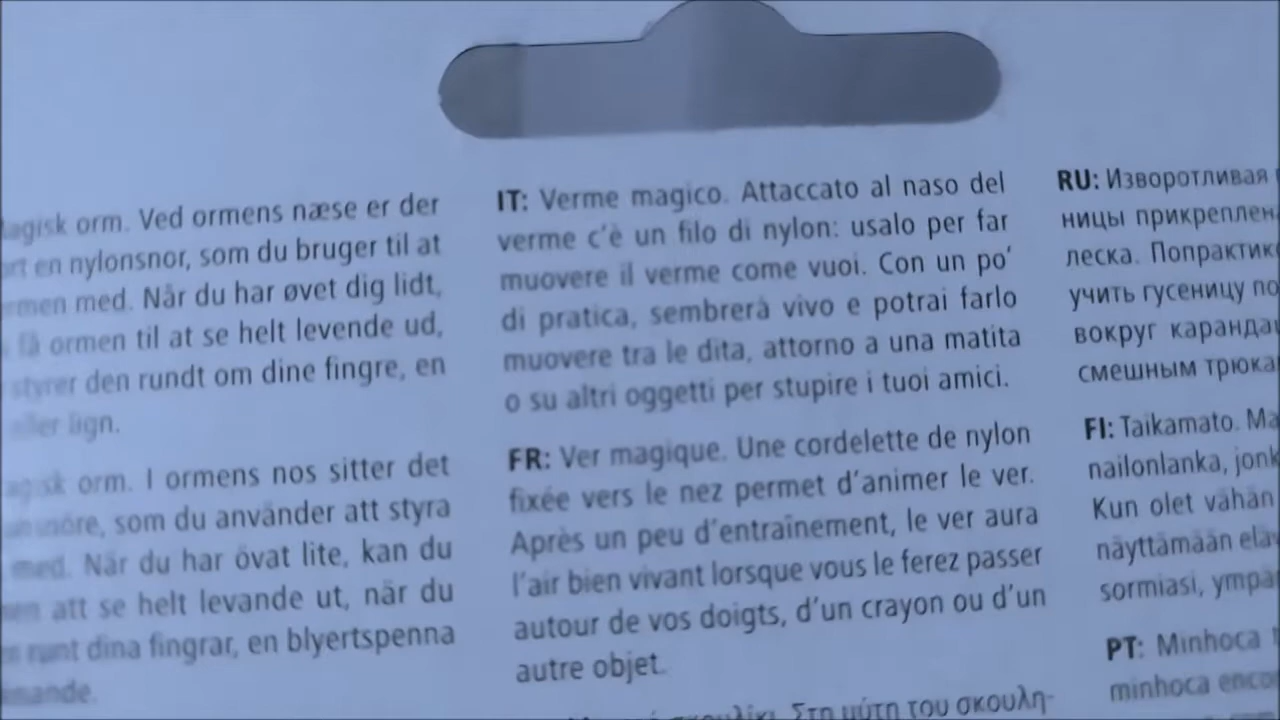 orm. Ved ormens næse er der
en nylonsnor, som du bruger til at
med. Når du har øvet dig lidt,
få ormen til at se helt levende ud,
styrer den rundt om dine fingre, en
eller lign.
orm. I ormens nos sitter det
som du använder att styra
med. När du har övat lite, kan du
att se helt levande ut, när du
runt dina fingrar, en blyertspenna
IT: Verme magico. Attaccato al naso del
verme c'è un filo di nylon: usalo per far
muovere il verme come vuoi. Con un po'
di pratica, sembrerà vivo e potrai farlo
muovere tra le dita, attorno a una matita
o su altri oggetti per stupire i tuoi amici.
FR: Ver magique. Une cordelette de nylon
fixée vers le nez permet d'animer le ver.
Après un peu d'entraînement, le ver aura
l'air bien vivant lorsque vous le ferez passer
autour de vos doigts, d'un crayon ou d'un
autre objet.
Στη μύτη του σκουλη-
RU: Изворотливая
ницы прикреплен
леска. Попрактик
учить гусеницу по
вокруг каранда
смешным трюка
FI: Taikamato. Ma
nailonlanka, jonk
Kun olet vähän
näyttämään eläv
sormiasi, ympä
PT: Minhoca
minhoca enco